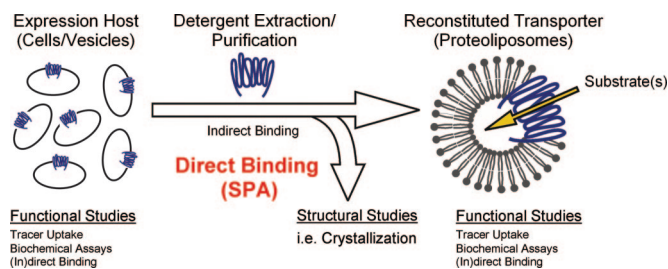 Expression Host
(Cells/Vesicles)
Detergent Extraction/
Purification
Reconstituted Transporter
(Proteoliposomes)
Substrate(s)
Indirect Binding
Direct Binding
(SPA)
Functional Studies
Tracer Uptake
Biochemical Assays
(In)direct Binding
Structural Studies
i.e. Crystallization
Functional Studies
Tracer Uptake
Biochemical Assays
(In)direct Binding